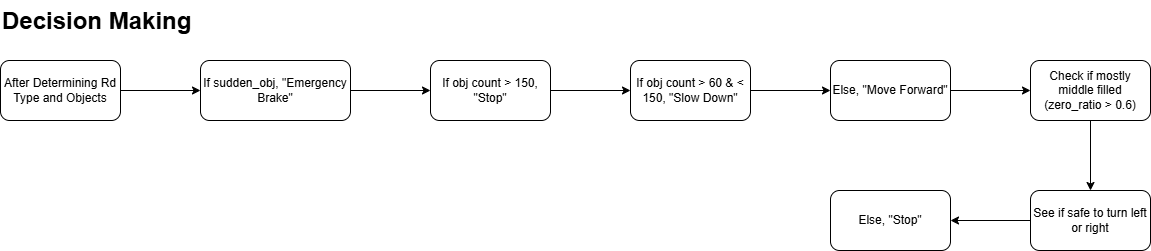 Decision Making
After Determining Rd
Type and Objects
If sudden_obj, "Emergency
Brake"
If obj count > 150,
"Stop"
If obj count > 60 & <
150, "Slow Down"
Else, "Move Forward"
Check if mostly
middle filled
(zero_ratio > 0.6)
See if safe to turn left
or right
Else, "Stop"